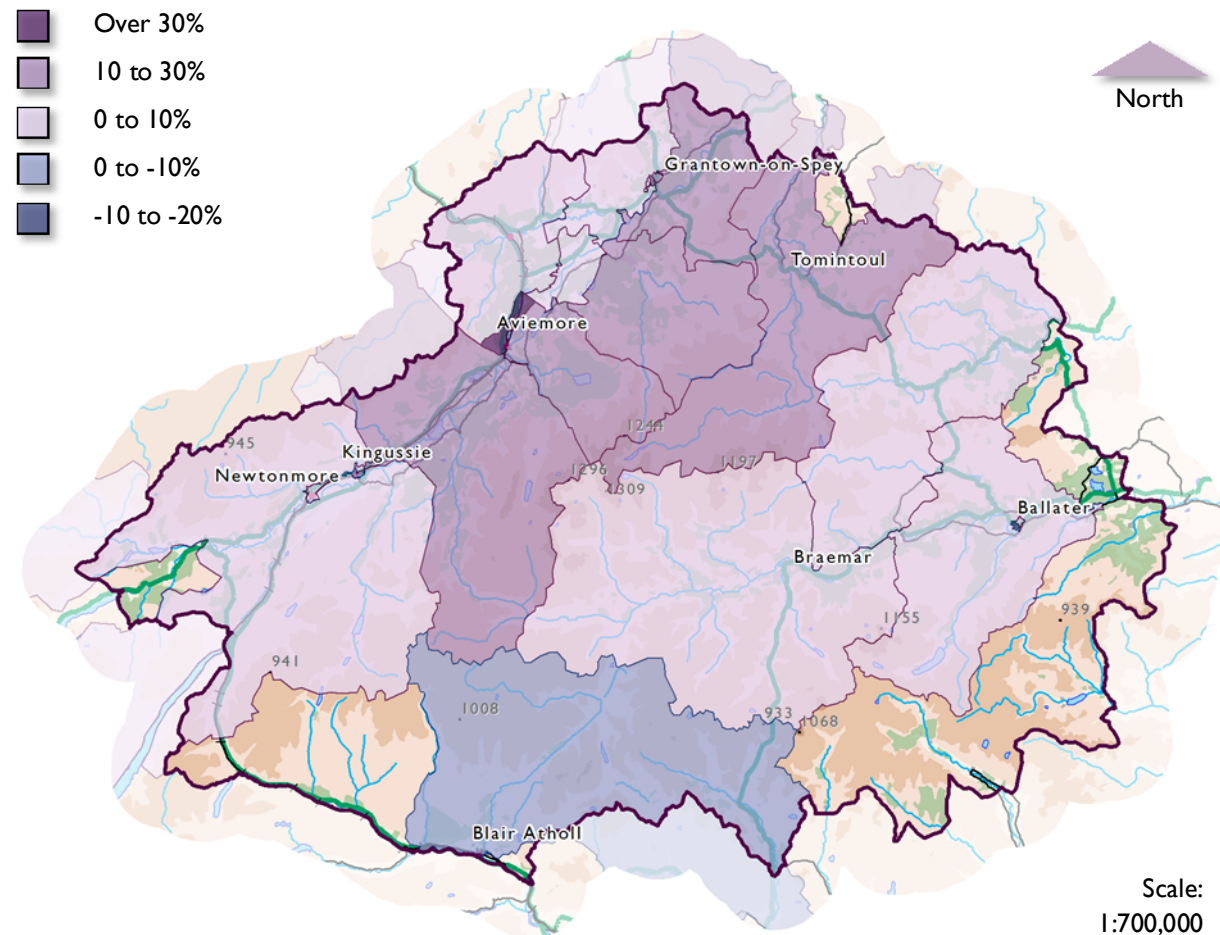 Over 30%
10 to 30%
0 to 10%
0 to -10%
-10 to -20%
North
Grantown-on-Spey
Tomintoul
Aviemore
1244
945
Kingussie
1197
1296
Newtonmore
1309
Ballater
Braemar
939
1155
941
1008
933
1068
Blair Atholl
Scale:
1:700,000